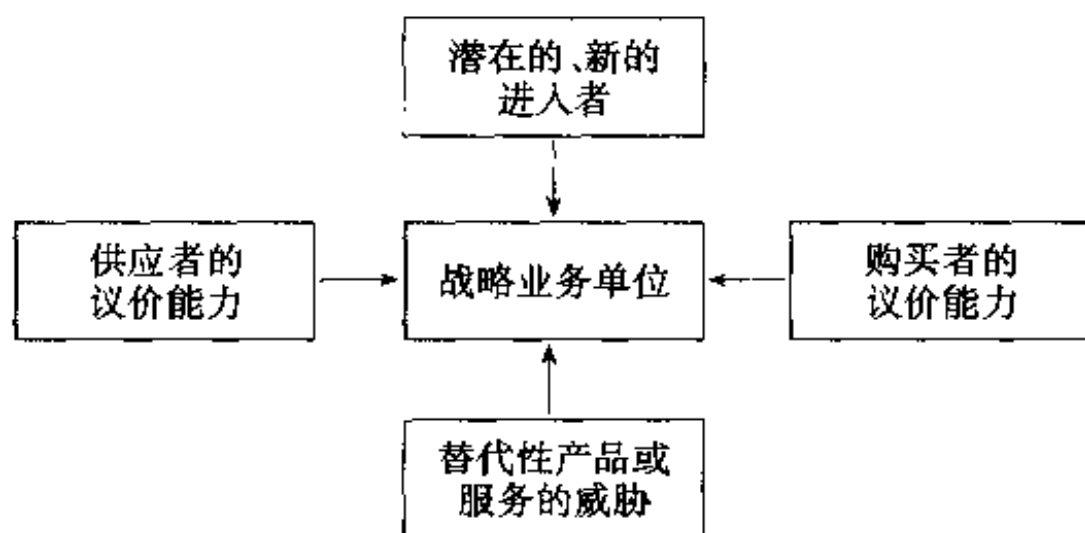 潜在的、新的
进入者
供应者的
议价能力
战略业务单位
购买者的
议价能力
替代性产品或
服务的威胁